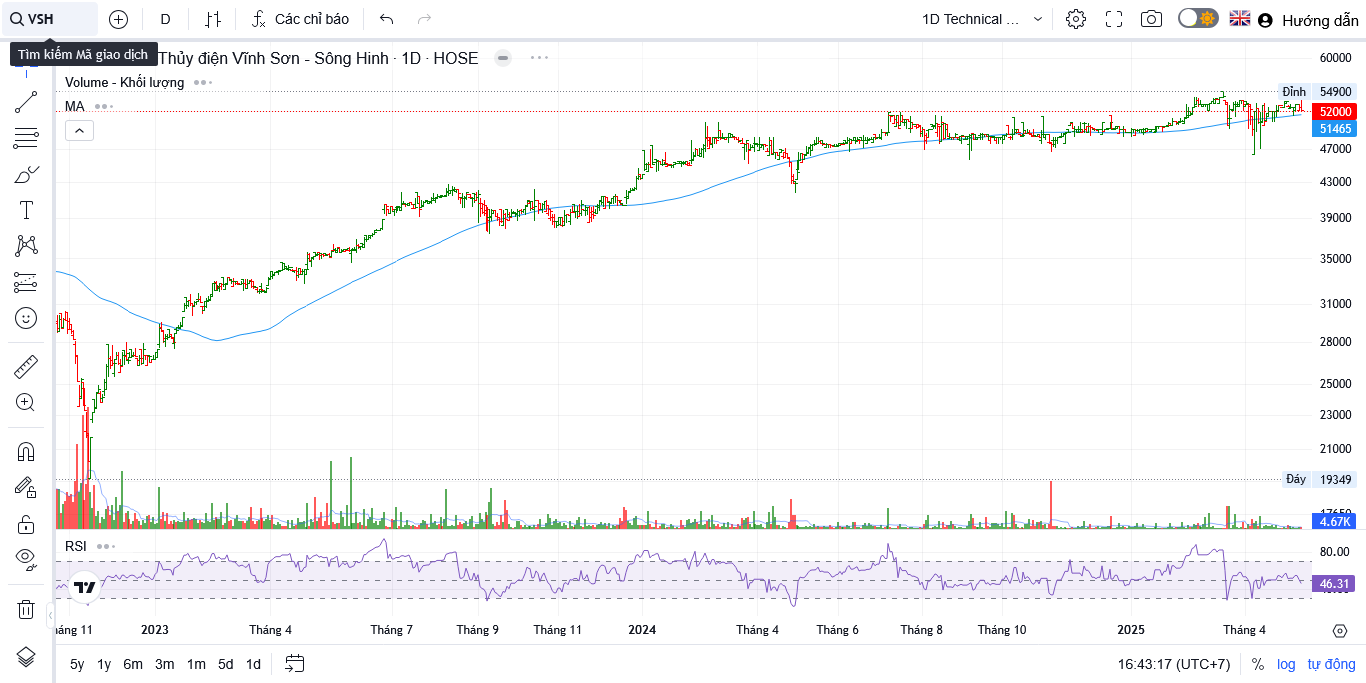 VSH
D
Các chỉ báo
1D Technical ...
Hướng dẫn
Tìm kiếm Mã giao dịch
Thủy điện Vĩnh Sơn - Sông Hinh · 1D · HOSE
Volume - Khối lượng
MA
60000
Đỉnh 54900
52000
51465
47000
43000
39000
35000
31000
28000
25000
23000
21000
Đáy 19349
4.67K
RSI
80.00
46.31
2023 Tháng 4 Tháng 7 Tháng 9 Tháng 11 2024 Tháng 4 Tháng 6 Tháng 8 Tháng 10 2025 Tháng 4
5y 1y 6m 3m 1m 5d 1d
16:43:17 (UTC+7) % log tự động